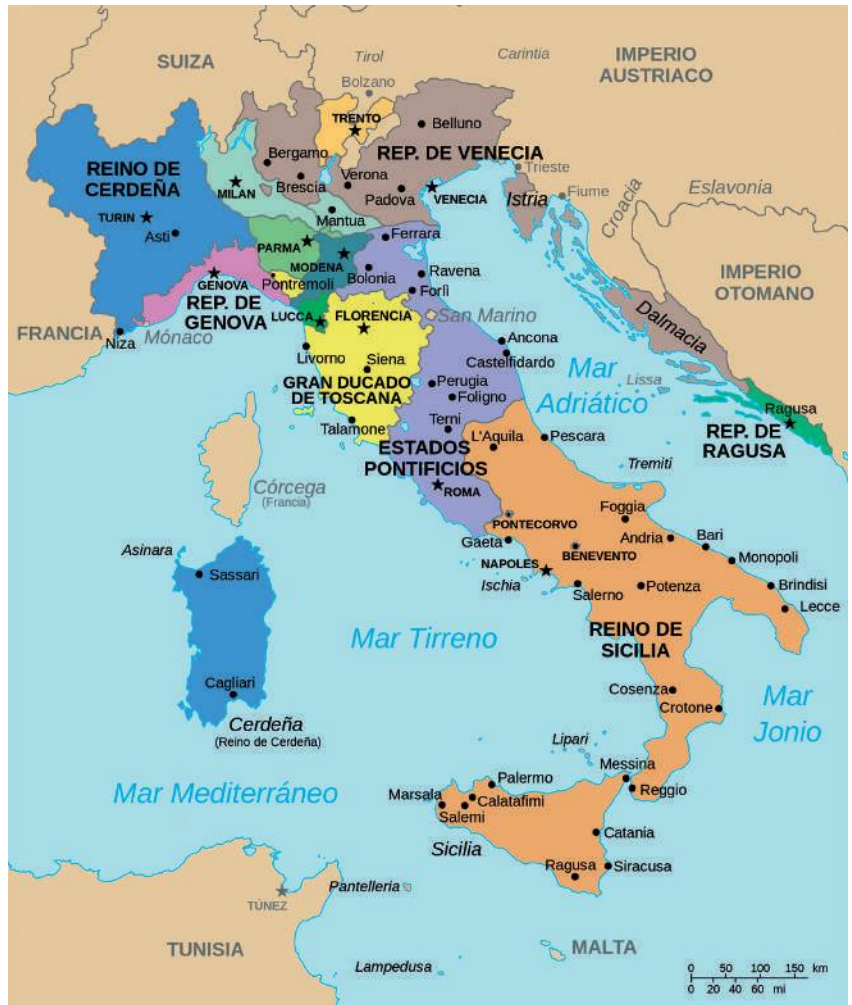 SUIZA
Tirol
Carintia
IMPERIO
AUSTRIACO
Bolzano
TRENTO
Belluno
REINO DE
CERDEÑA
Bergamo
REP. DE VENECIA
Verona
Trieste
MILAN
Brescia
Padova
VENECIA
Istria
Fiume
Croacia
Eslavonia
TURIN
Asti
Mantua
PARMA
Ferrara
MODENA
Bolonia
Ravena
IMPERIO
OTOMANO
GENOVA
Pontremoli
Forlì
REP. DE
GENOVA
LUCCA
FLORENCIA
San Marino
Dalmacia
FRANCIA
Niza
Mónaco
Livorno
Siena
Ancona
Castelfidardo
Mar
Adriático
GRAN DUCADO
DE TOSCANA
Perugia
Foligno
Lissa
Talamone
Terni
L'Aquila
Pescara
Ragusa
REP. DE
RAGUSA
ESTADOS
PONTIFICIOS
ROMA
Tremiti
Córcega
(Francia)
PONTECORVO
Foggia
Gaeta
BENEVENTO
Andria
Bari
Asinara
Sassari
NAPOLES
Monopoli
Ischia
Salerno
Potenza
Brindisi
Lecce
Mar Tirreno
REINO DE
SICILIA
Cagliari
Cosenza
Crotone
Mar
Jonio
Cerdeña
(Reino de Cerdeña)
Lipari
Messina
Mar Mediterráneo
Palermo
Reggio
Marsala
Calatafimi
Salemi
Sicilia
Catania
Ragusa
Siracusa
TÚNEZ
Pantelleria
TUNISIA
MALTA
Lampedusa
0 50 100 150 km
0 20 40 60 mi